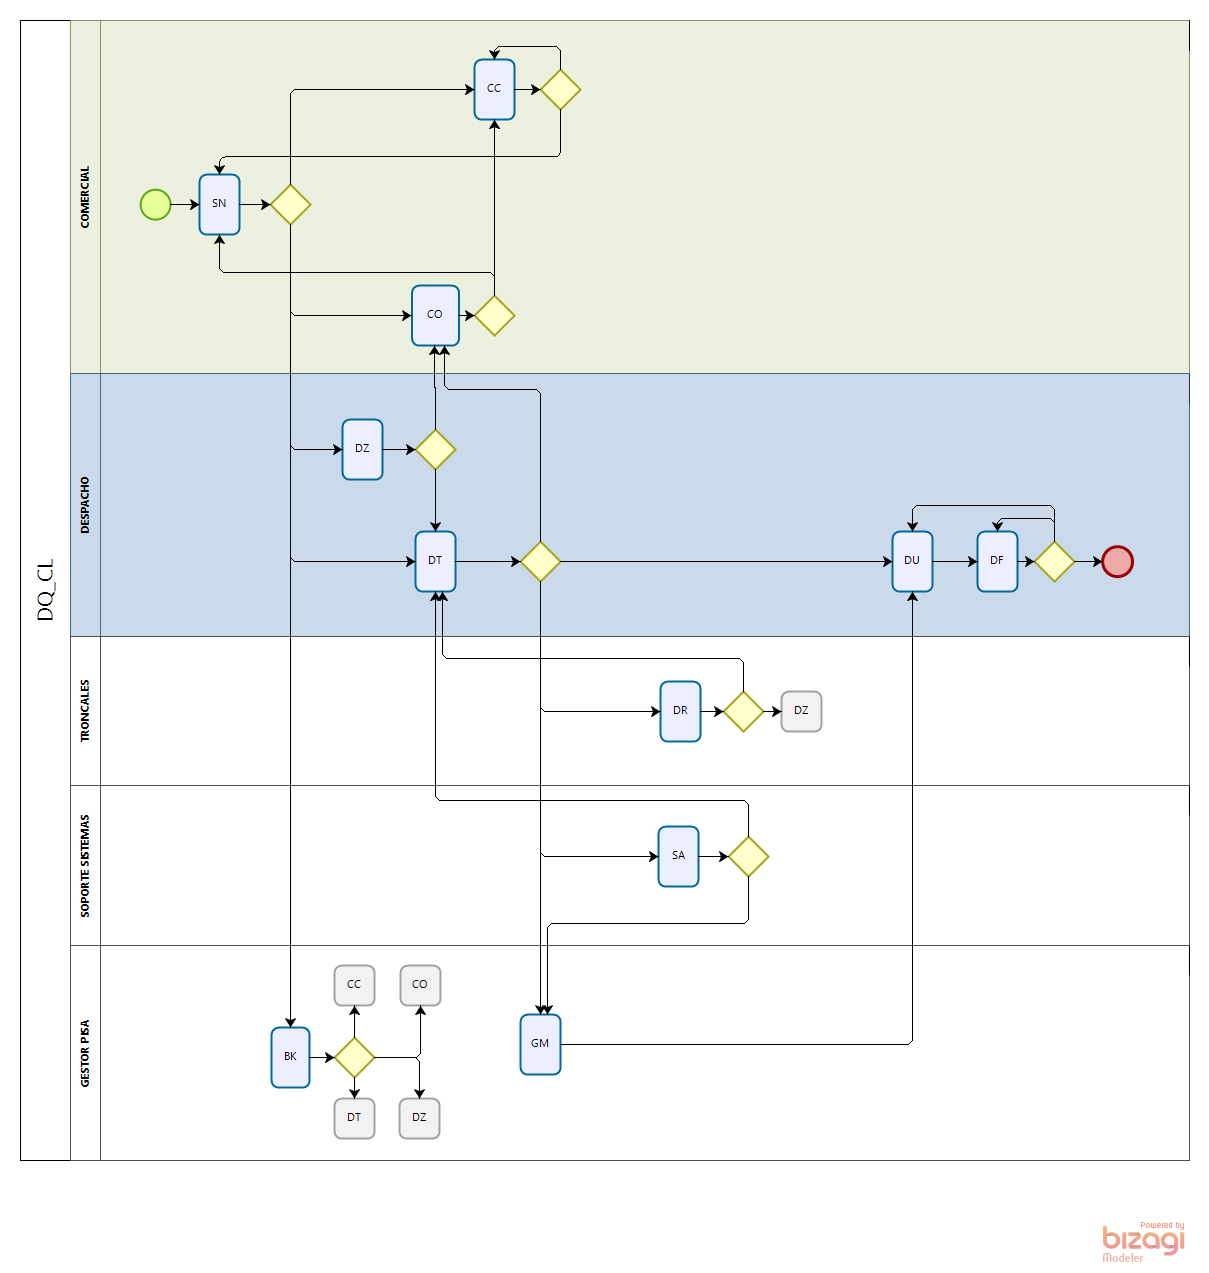 DQ_CL
COMERCIAL
CC
SN
CO
DESPACHO
DZ
DT
DU
DF
TRONCALES
DR
DZ
SOPORTE SISTEMAS
SA
GESTOR PISA
CC
CO
BK
GM
DT
DZ
Powered by
bizagi
Modeler